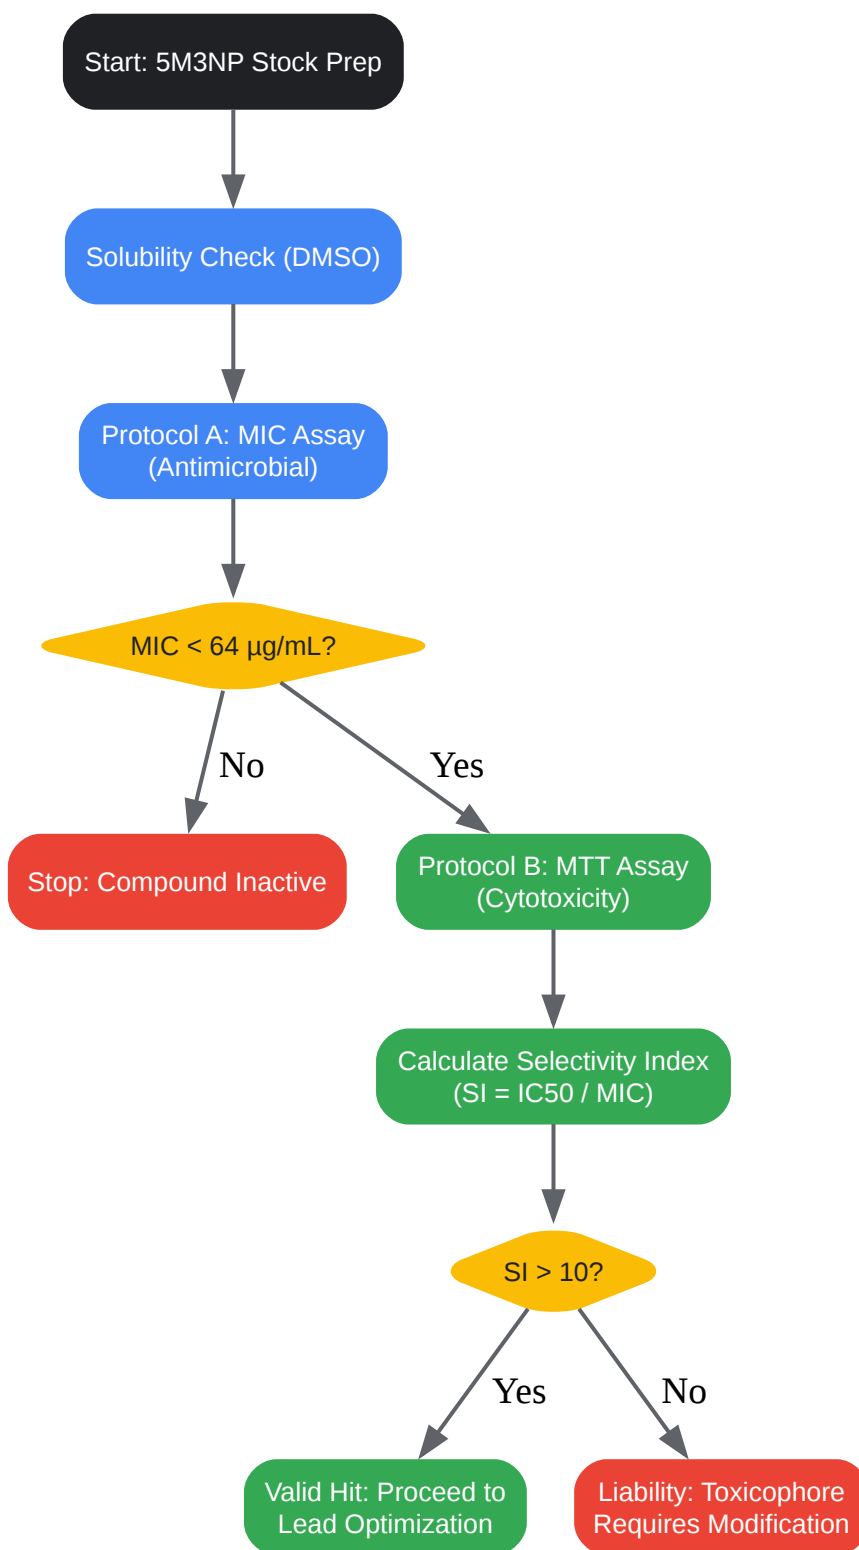 Start: 5M3NP Stock Prep
Solubility Check (DMSO)
Protocol A: MIC Assay
(Antimicrobial)
MIC < 64 µg/mL?
No
Yes
Stop: Compound Inactive
Protocol B: MTT Assay
(Cytotoxicity)
Calculate Selectivity Index
(SI = IC50 / MIC)
SI > 10?
Yes
No
Valid Hit: Proceed to
Lead Optimization
Liability: Toxicophore
Requires Modification